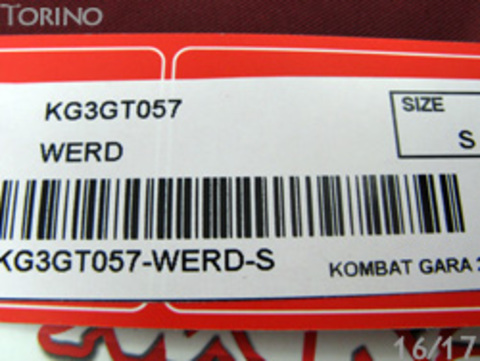 TORINO
KG3GT057
SIZE
WERD
S
KG3GT057-WERD-S
KOMBAT GARA
16/17